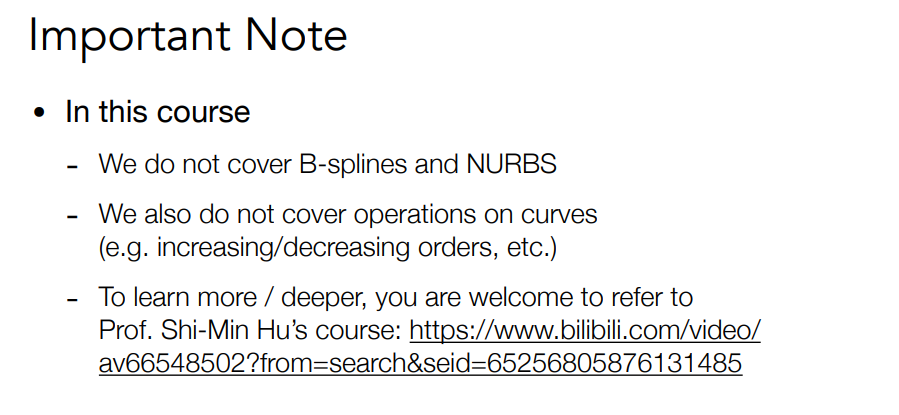 Important Note
• In this course
- We do not cover B-splines and NURBS
- We also do not cover operations on curves
(e.g. increasing/decreasing orders, etc.)
- To learn more / deeper, you are welcome to refer to
Prof. Shi-Min Hu's course: https://www.bilibili.com/video/
av66548502?from=search&seid=65256805876131485